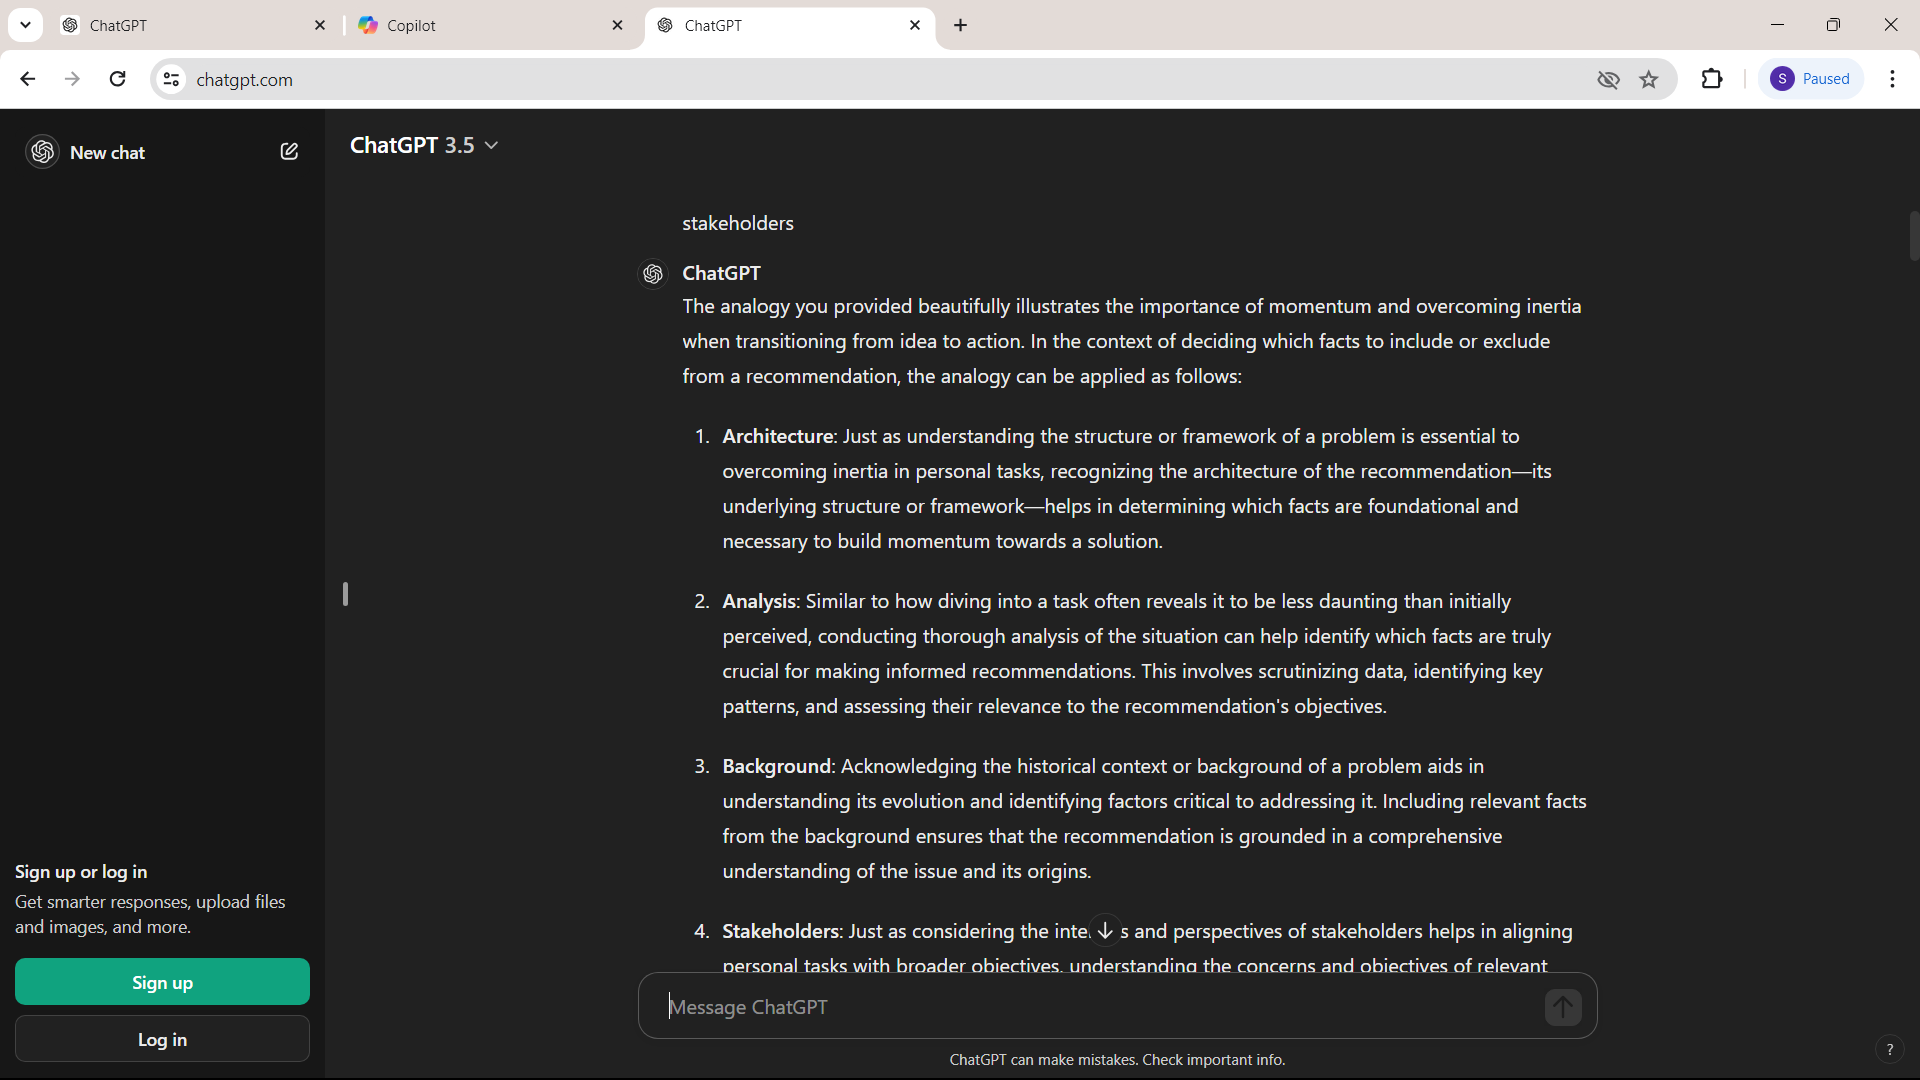 ChatGPT
Copilot
ChatGPT
chatgpt.com
S
Paused
New chat
ChatGPT 3.5
stakeholders
ChatGPT
The analogy you provided beautifully illustrates the importance of momentum and overcoming inertia
when transitioning from idea to action. In the context of deciding which facts to include or exclude
from a recommendation, the analogy can be applied as follows:
1. Architecture: Just as understanding the structure or framework of a problem is essential to
overcoming inertia in personal tasks, recognizing the architecture of the recommendation—its
underlying structure or framework—helps in determining which facts are foundational and
necessary to build momentum towards a solution.
2. Analysis: Similar to how diving into a task often reveals it to be less daunting than initially
perceived, conducting thorough analysis of the situation can help identify which facts are truly
crucial for making informed recommendations. This involves scrutinizing data, identifying key
patterns, and assessing their relevance to the recommendation's objectives.
3. Background: Acknowledging the historical context or background of a problem aids in
understanding its evolution and identifying factors critical to addressing it. Including relevant facts
from the background ensures that the recommendation is grounded in a comprehensive
understanding of the issue and its origins.
4. Stakeholders: Just as considering the and perspectives of stakeholders helps in aligning
personal tasks with broader objectives, understanding the concerns and objectives of relevant
Sign up or log in
Get smarter responses, upload files
and images, and more.
Sign up
Log in
Message ChatGPT
ChatGPT can make mistakes. Check important info.
?